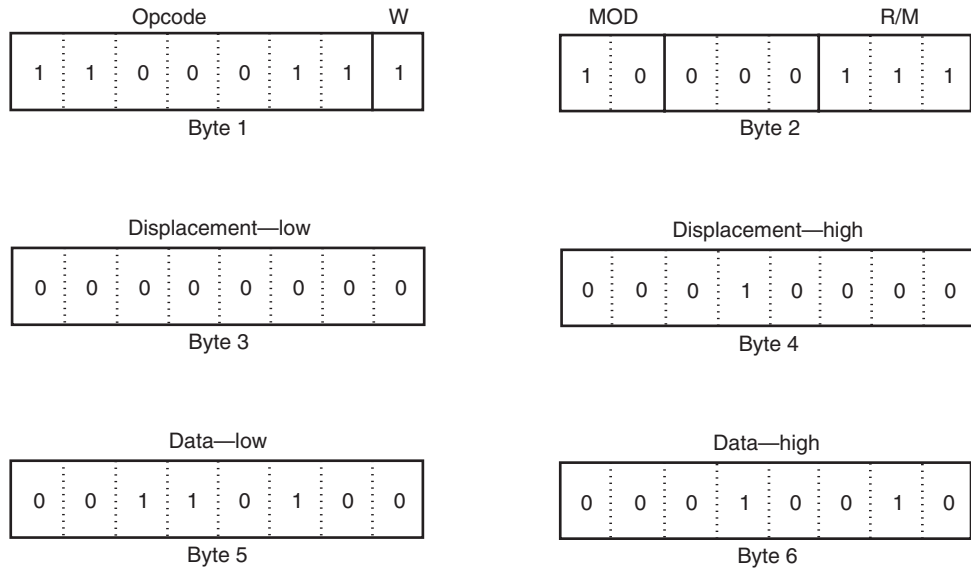 Opcode W
1 1 0 0 0 1 1 1
Byte 1
MOD R/M
1 0 0 0 0 1 1 1
Byte 2
Displacement—low
0 0 0 0 0 0 0 0
Byte 3
Displacement—high
0 0 0 1 0 0 0 0
Byte 4
Data—low
0 0 1 1 0 1 0 0
Byte 5
Data—high
0 0 0 1 0 0 1 0
Byte 6